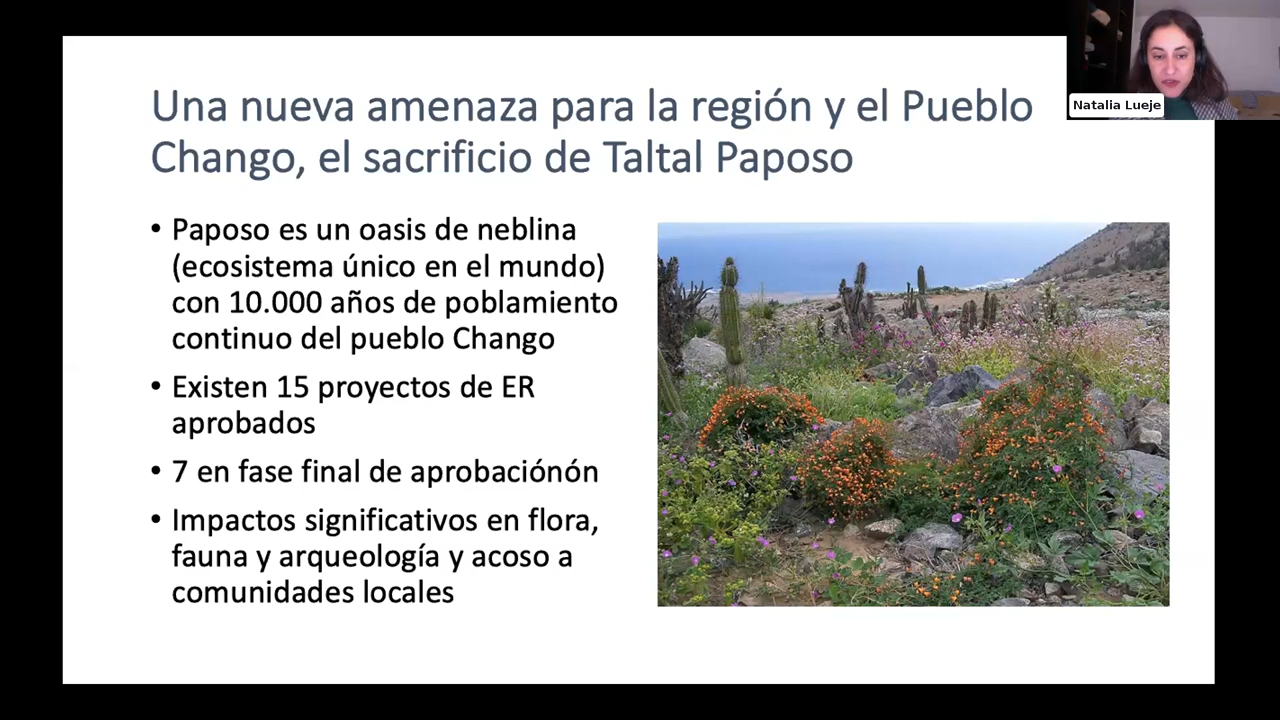 Una nueva amenaza para la región y el Pueblo
Chango, el sacrificio de Taltal Paposo
Natalia Lueje
• Paposo es un oasis de neblina
(ecosistema único en el mundo)
con 10.000 años de poblamiento
continuo del pueblo Chango
• Existen 15 proyectos de ER
aprobados
• 7 en fase final de aprobaciónón
• Impactos significativos en flora,
fauna y arqueología y acoso a
comunidades locales